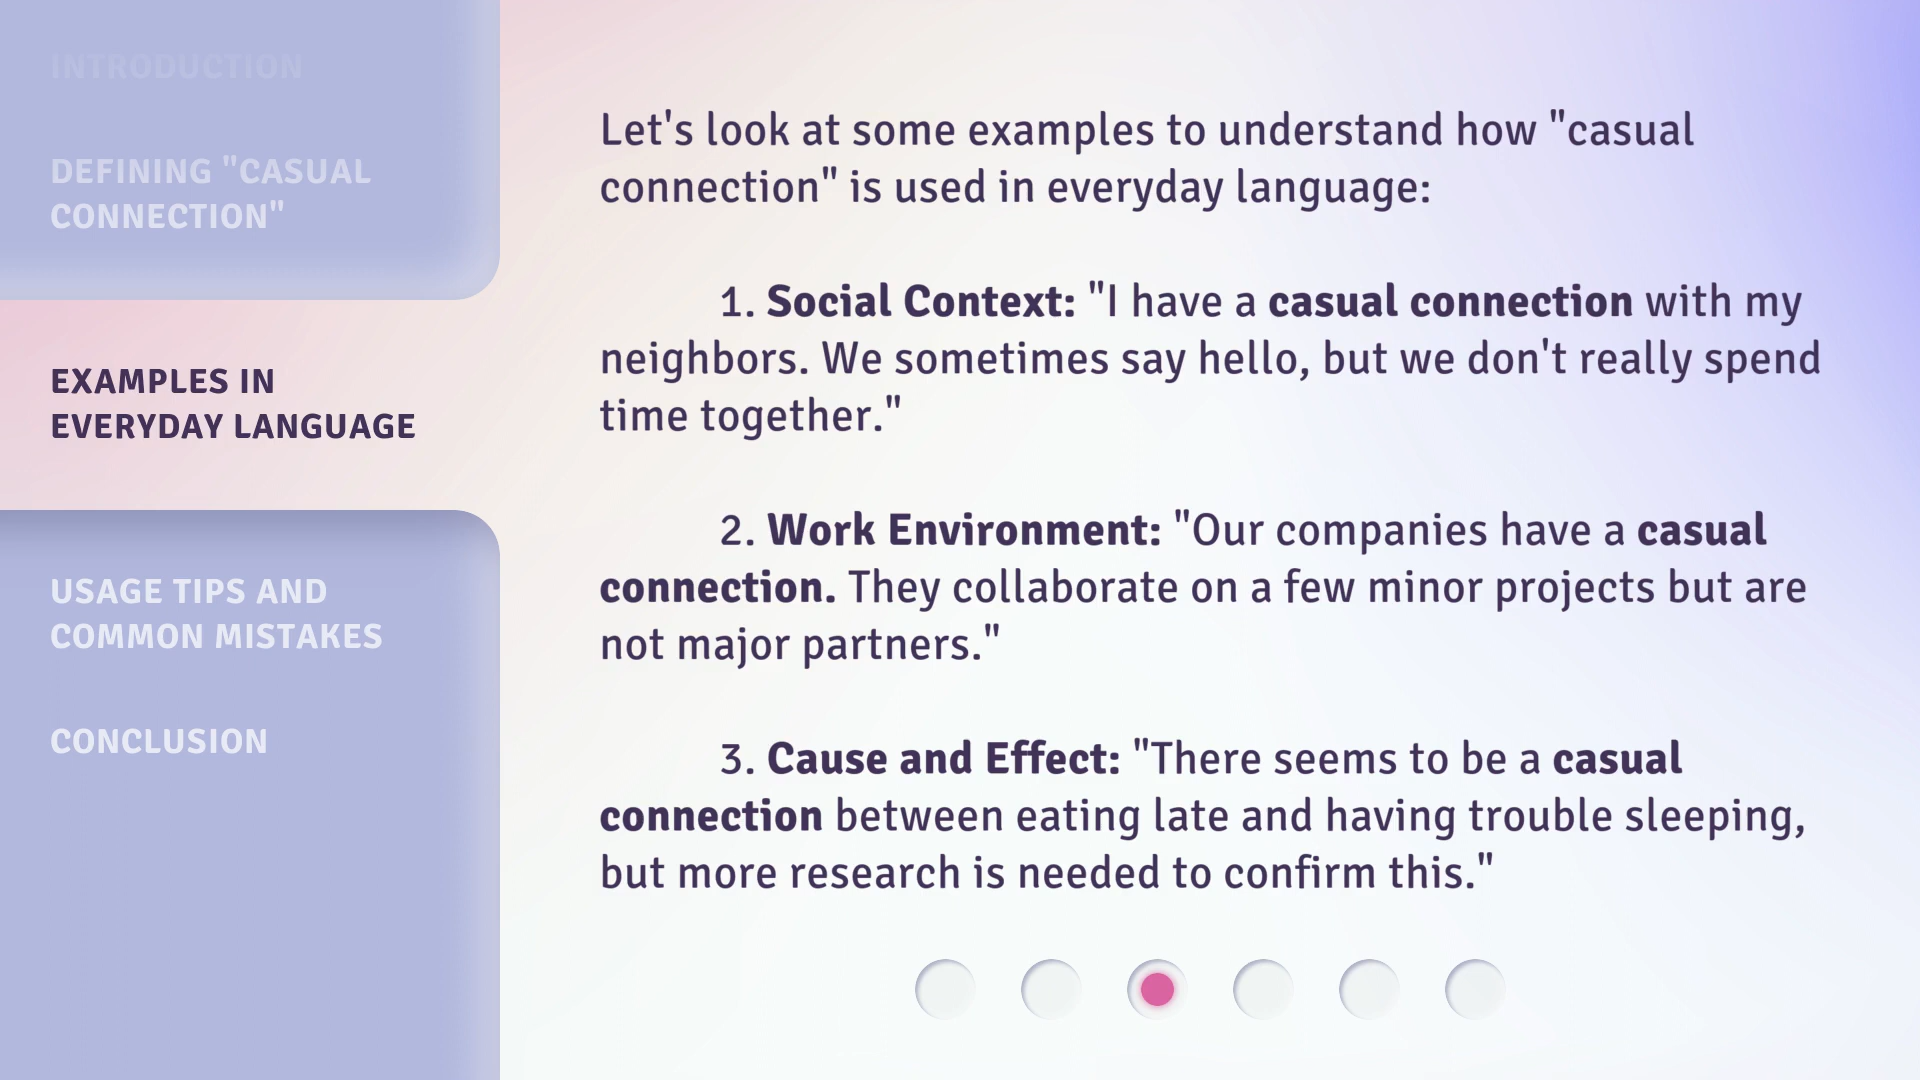 INTRODUCTION
DEFINING "CASUAL
CONNECTION"
EXAMPLES IN
EVERYDAY LANGUAGE
USAGE TIPS AND
COMMON MISTAKES
CONCLUSION
Let's look at some examples to understand how "casual
connection" is used in everyday language:
1. Social Context: "I have a casual connection with my
neighbors. We sometimes say hello, but we don't really spend
time together."
2. Work Environment: "Our companies have a casual
connection. They collaborate on a few minor projects but are
not major partners."
3. Cause and Effect: "There seems to be a casual
connection between eating late and having trouble sleeping,
but more research is needed to confirm this."